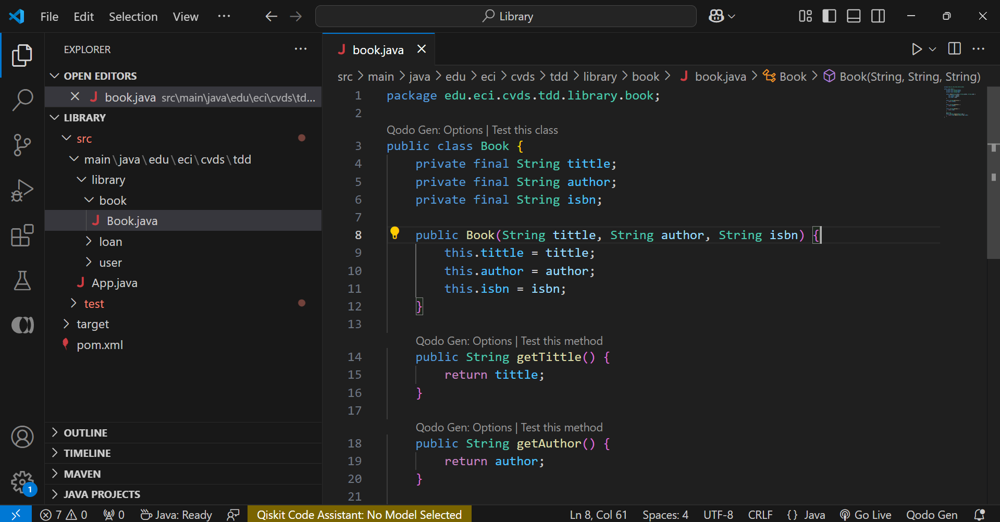 File Edit Selection View ··· Library
EXPLORER ···
OPEN EDITORS
book.java src\main\java\edu\eci\cvds\td...
LIBRARY
src
main\java\edu\eci\cvds\tdd
library
book
Book.java
loan
user
App.java
test
target
pom.xml
OUTLINE
TIMELINE
MAVEN
JAVA PROJECTS
1
book.java
src > main > java > edu > eci > cvds > tdd > library > book > book.java > Book > Book(String, String, String)
1 package edu.eci.cvds.tdd.library.book;
2
Qodo Gen: Options | Test this class
3 public class Book {
4 private final String tittle;
5 private final String author;
6 private final String isbn;
7
8 public Book(String tittle, String author, String isbn) {
9 this.tittle = tittle;
10 this.author = author;
11 this.isbn = isbn;
12 }
13
Qodo Gen: Options | Test this method
14 public String getTittle() {
15 return tittle;
16 }
17
Qodo Gen: Options | Test this method
18 public String getAuthor() {
19 return author;
20 }
21
7 0 0 Java: Ready Qiskit Code Assistant: No Model Selected Ln 8, Col 61 Spaces: 4 UTF-8 CRLF {} Java Go Live Qodo Gen